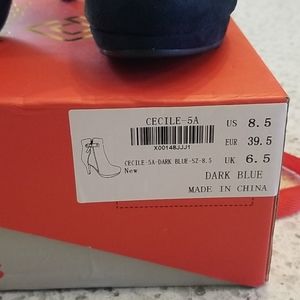 CECILE-5A
X00148JJJ1
CECILE-5A-DARK BLUE-SZ-8.5
New
US 8.5
EUR 39.5
UK 6.5
DARK BLUE
MADE IN CHINA